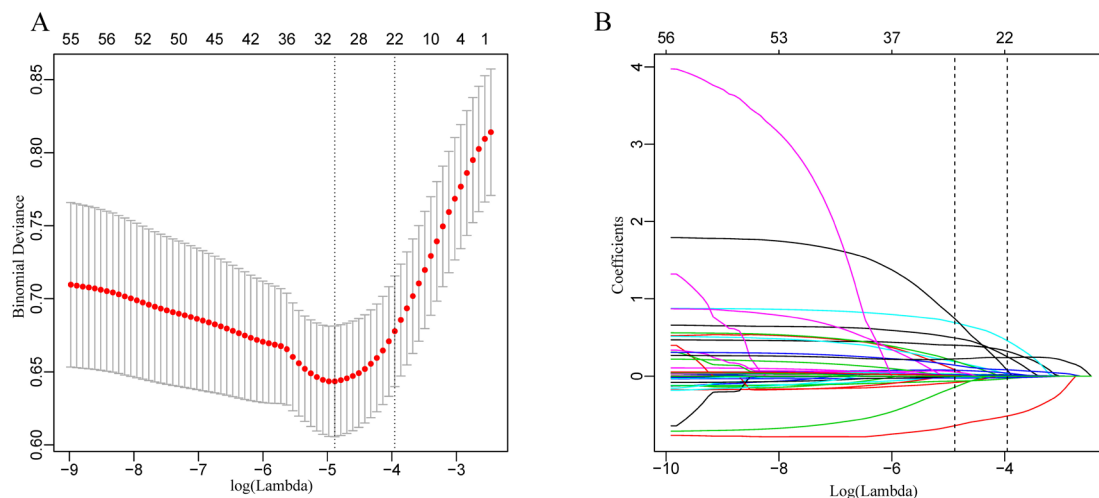 A
55 56 52 50 45 42 36 32 28 22 10 4 1
Binomial Deviance
0.85
0.80
0.75
0.70
0.65
0.60
−9 −8 −7 −6 −5 −4 −3
log(Lambda)
B
56 53 37 22
Coefficients
4
3
2
1
0
−10 −8 −6 −4
Log(Lambda)